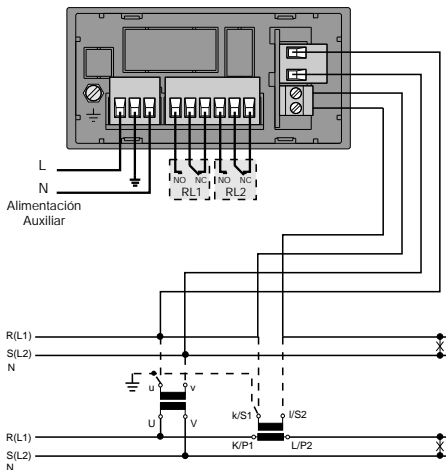 L
N
Alimentación
Auxiliar
NO NC NO NC
RL1 RL2
R(L1)
S(L2)
N
u v
k/S1 l/S2
U V
R(L1)
K/P1 L/P2
S(L2)
N